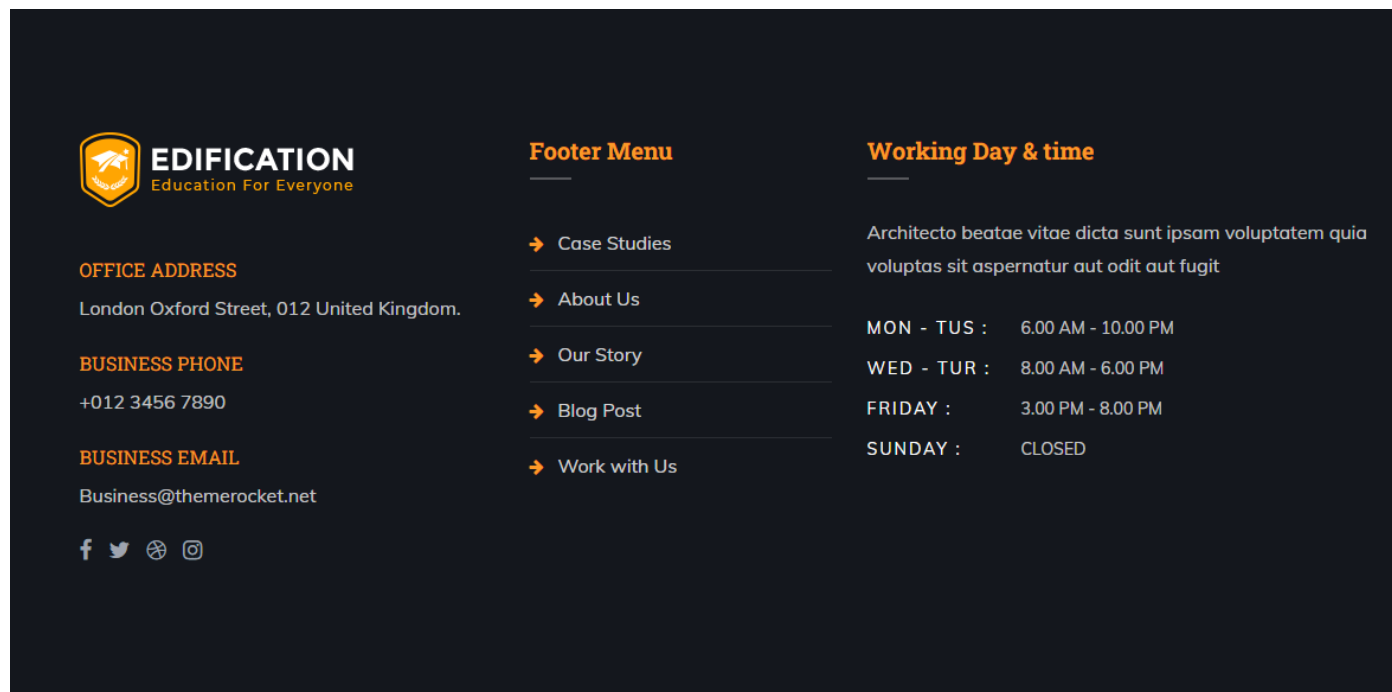 EDIFICATION
Education For Everyone
OFFICE ADDRESS
London Oxford Street, 012 United Kingdom.
BUSINESS PHONE
+012 3456 7890
BUSINESS EMAIL
Business@themerocket.net
Footer Menu
Case Studies
About Us
Our Story
Blog Post
Work with Us
Working Day & time
Architecto beatae vitae dicta sunt ipsam voluptatem quia
voluptas sit aspernatur aut odit aut fugit
MON - TUS : 6.00 AM - 10.00 PM
WED - TUR : 8.00 AM - 6.00 PM
FRIDAY : 3.00 PM - 8.00 PM
SUNDAY : CLOSED